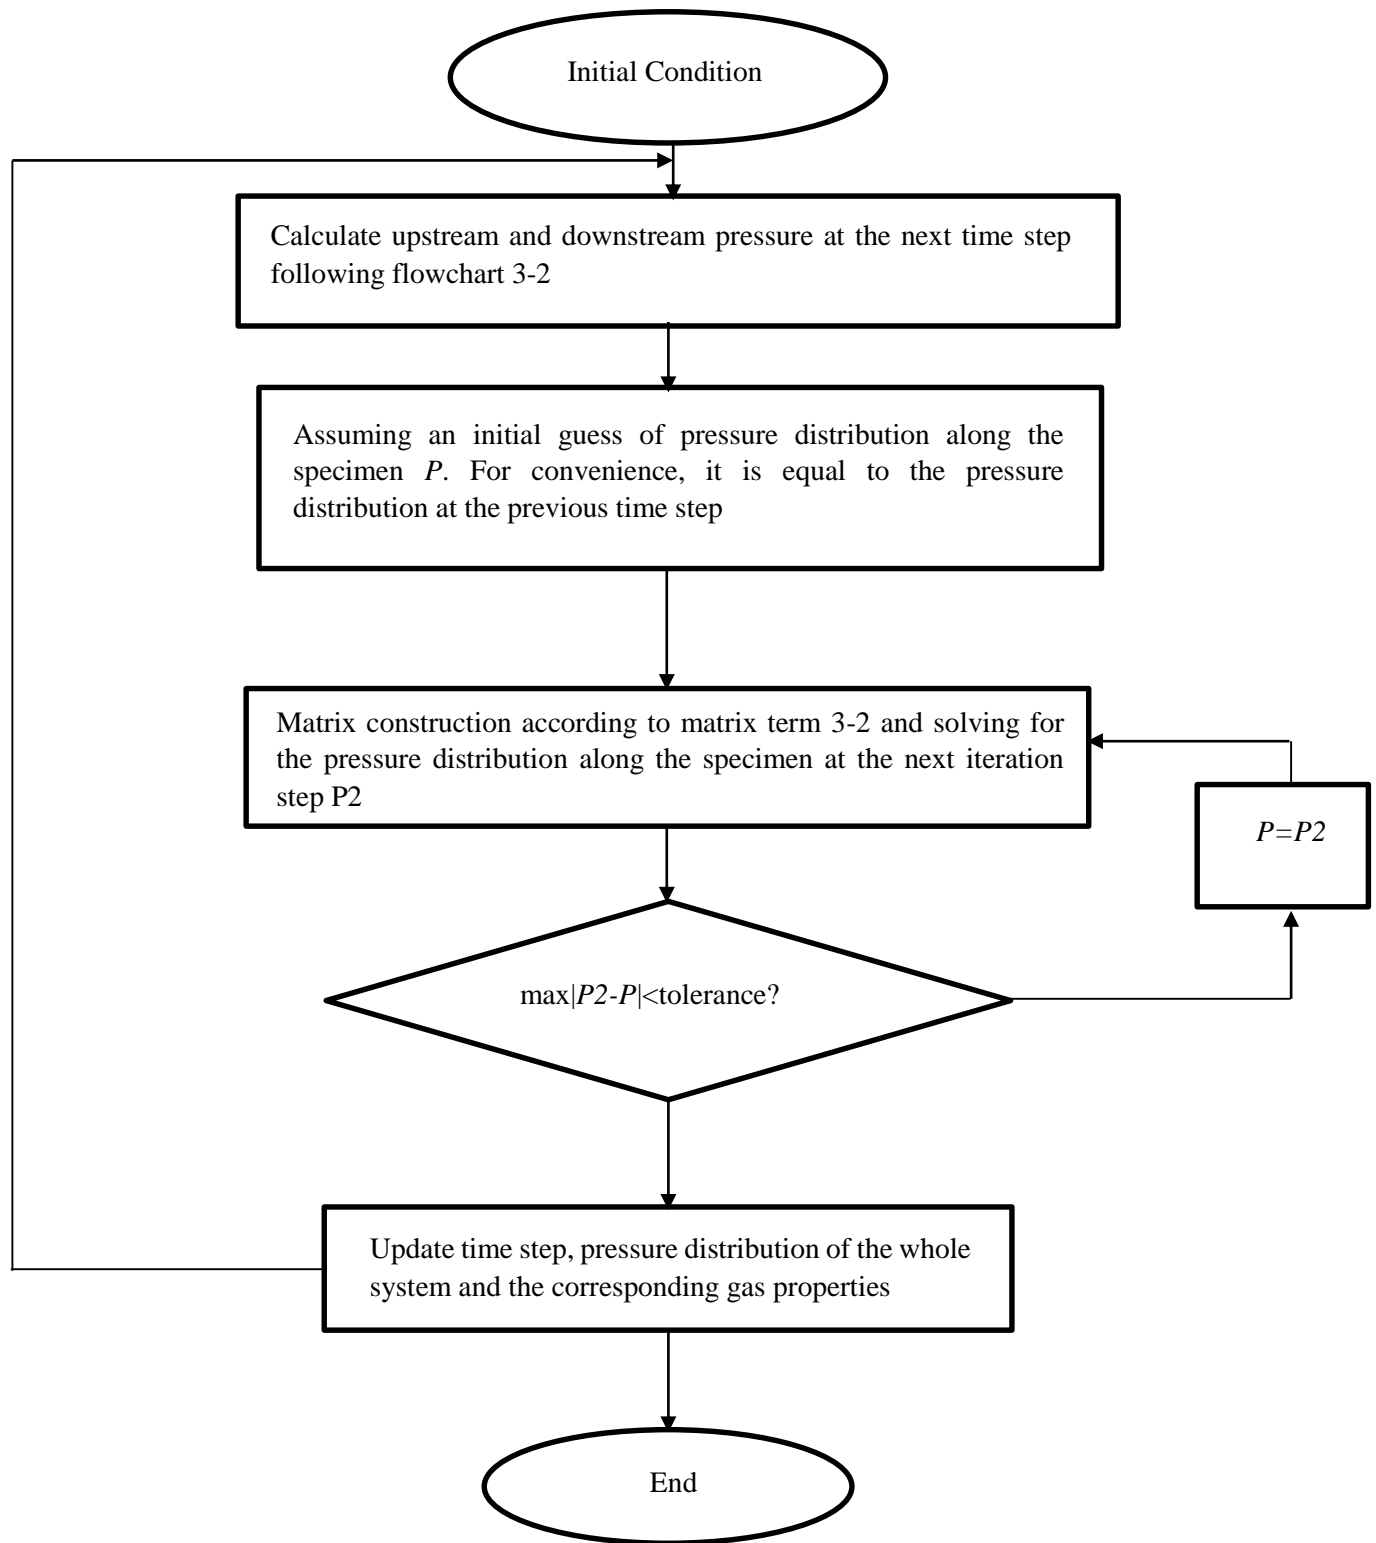 Initial Condition
Calculate upstream and downstream pressure at the next time step
following flowchart 3-2
Assuming an initial guess of pressure distribution along the
specimen P. For convenience, it is equal to the pressure
distribution at the previous time step
Matrix construction according to matrix term 3-2 and solving for
the pressure distribution along the specimen at the next iteration
step P2
P=P2
max|P2-P|<tolerance?
Update time step, pressure distribution of the whole
system and the corresponding gas properties
End